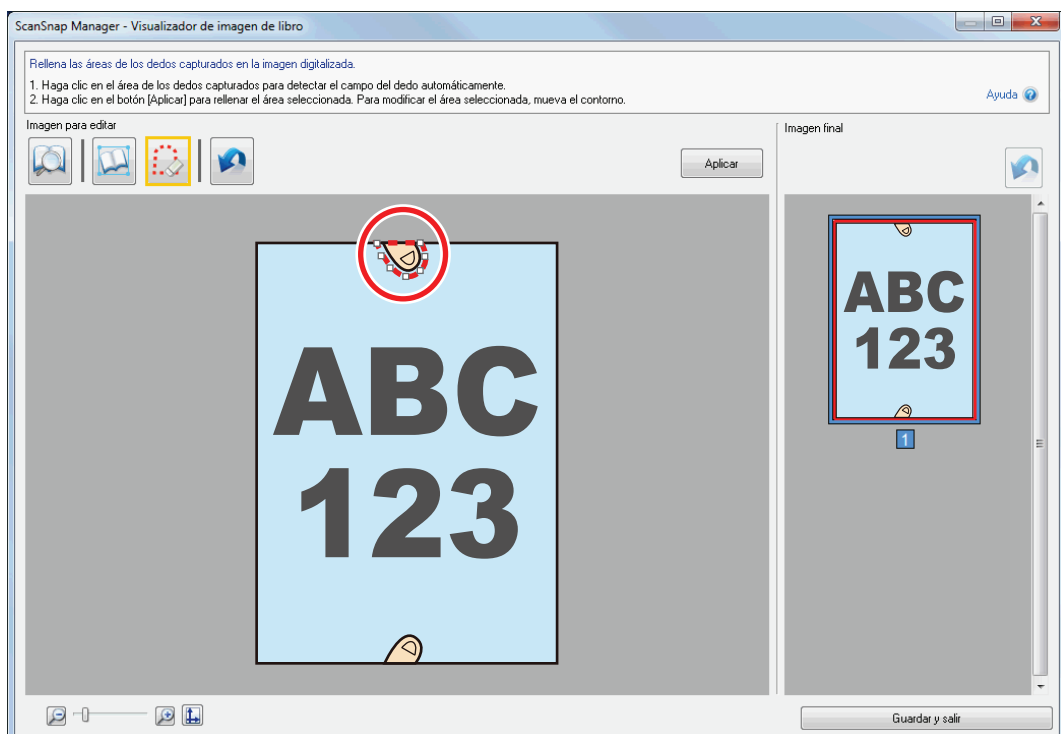 ScanSnap Manager - Visualizador de imagen de libro
Rellena las áreas de los dedos capturados en la imagen digitalizada.
1. Haga clic en el área de los dedos capturados para detectar el campo del dedo automáticamente.
2. Haga clic en el botón [Aplicar] para rellenar el área seleccionada. Para modificar el área seleccionada, mueva el contorno.
Ayuda
Imagen para editar
Aplicar
ABC
123
Imagen final
ABC
123
1
Guardar y salir